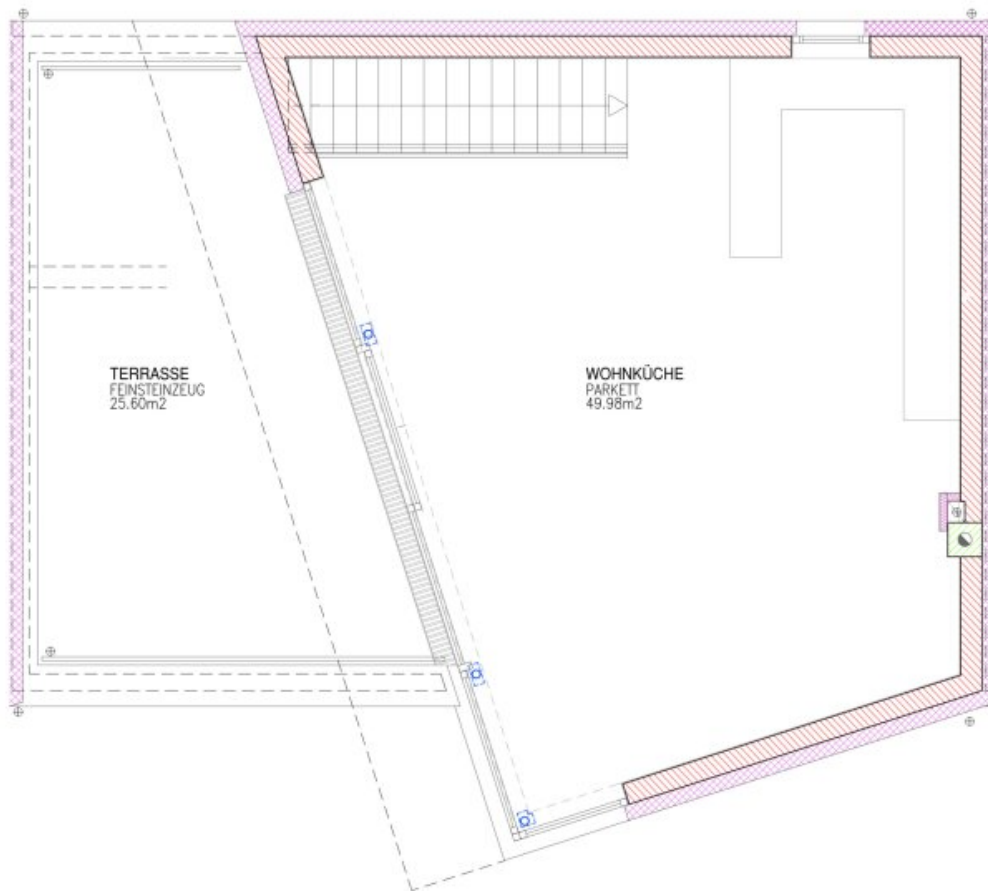 TERRASSE
FEINSTEINZEUG
25.60m2
WOHNKÜCHE
PARKETT
49.98m2